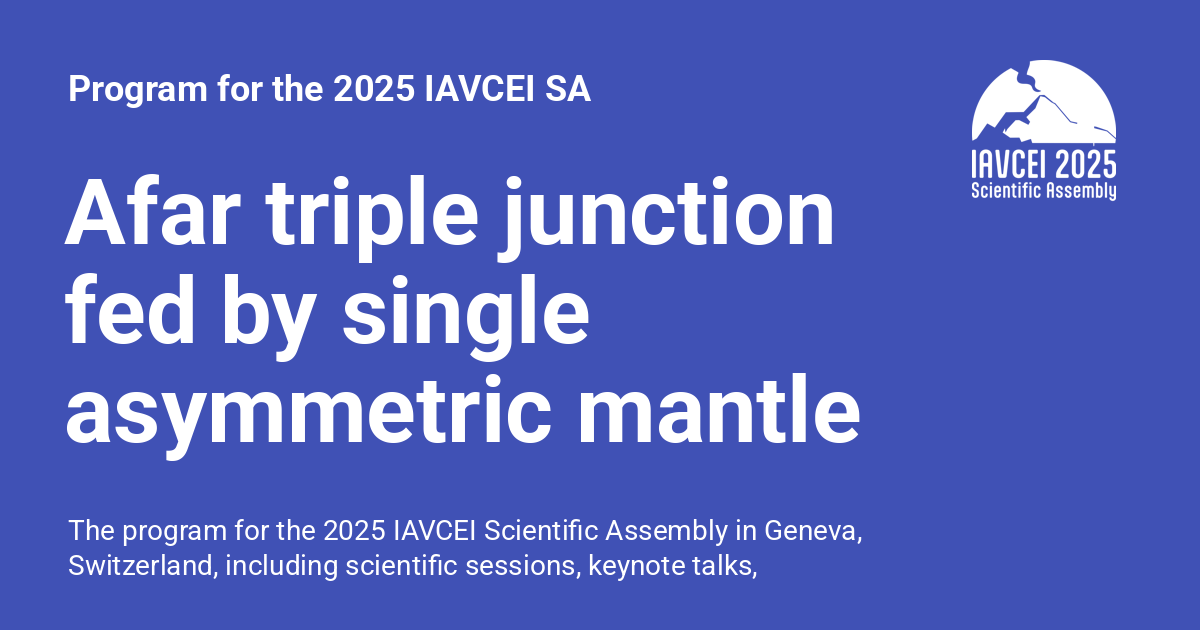 Program for the 2025 IAVCEI SA
IAVCEI 2025
Scientific Assembly
Afar triple junction
fed by single
asymmetric mantle
The program for the 2025 IAVCEI Scientific Assembly in Geneva,
Switzerland, including scientific sessions, keynote talks,